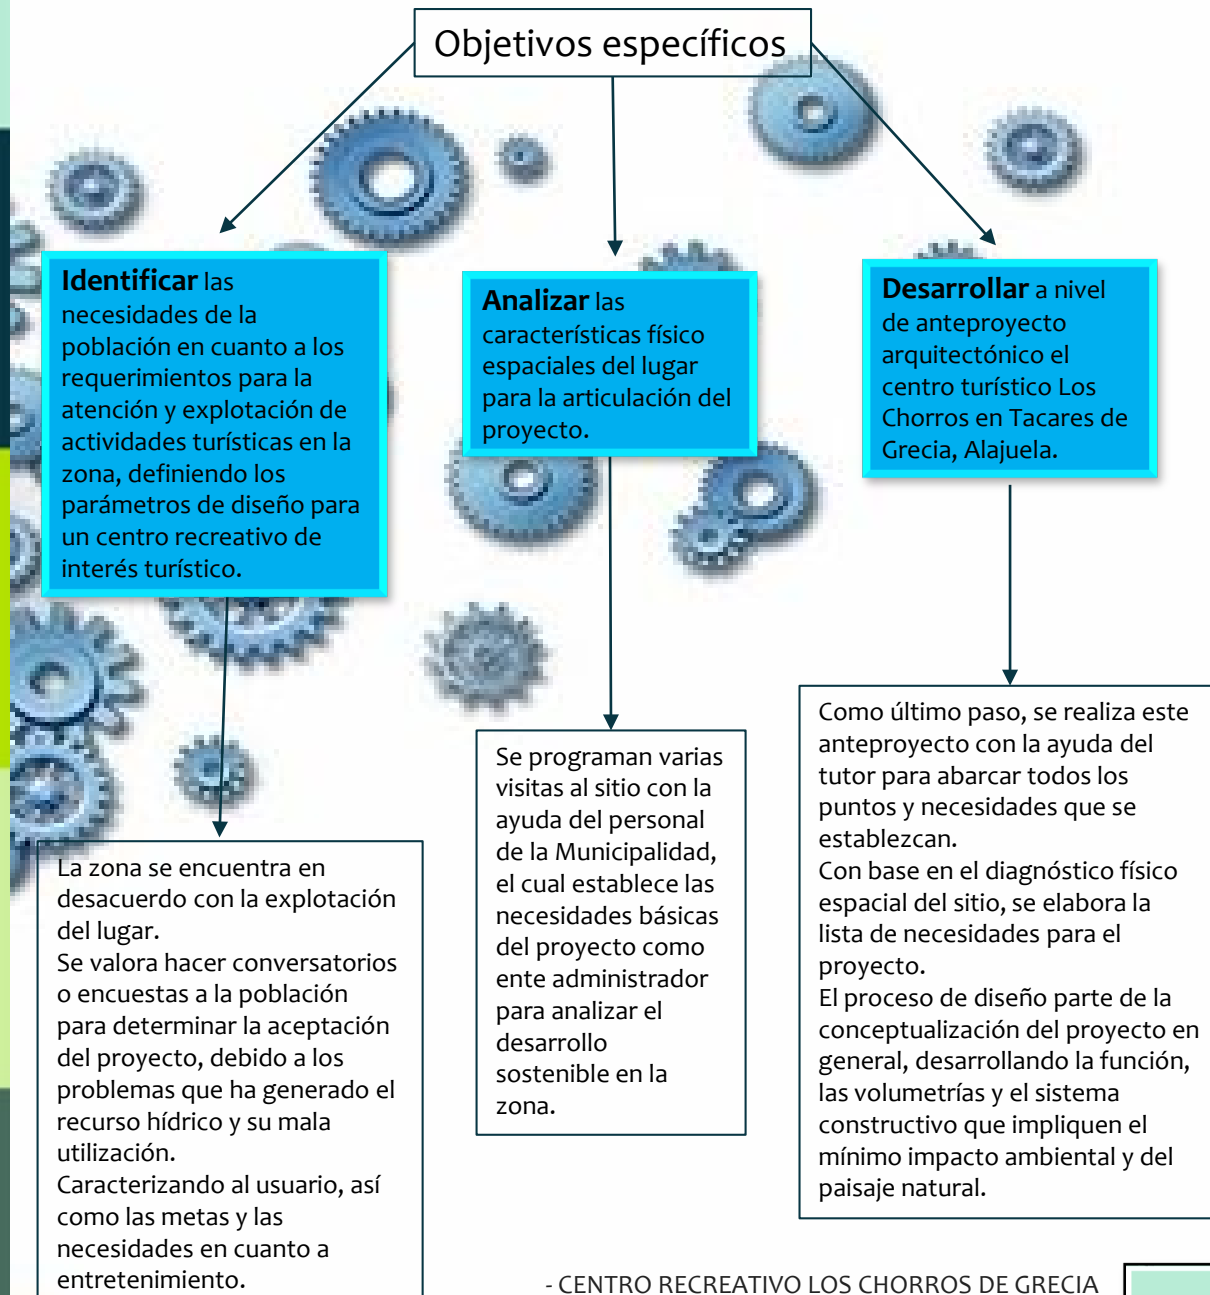 Objetivos específicos
Identificar las
necesidades de la
población en cuanto a los
requerimientos para la
atención y explotación de
actividades turísticas en la
zona, definiendo los
parámetros de diseño para
un centro recreativo de
interés turístico.
Analizar las
características físico
espaciales del lugar
para la articulación del
proyecto.
Desarrollar a nivel
de anteproyecto
arquitectónico el
centro turístico Los
Chorros en Tacares de
Grecia, Alajuela.
La zona se encuentra en
desacuerdo con la explotación
del lugar.
Se valora hacer conversatorios
o encuestas a la población
para determinar la aceptación
del proyecto, debido a los
problemas que ha generado el
recurso hídrico y su mala
utilización.
Caracterizando al usuario, así
como las metas y las
necesidades en cuanto a
entretenimiento.
Se programan varias
visitas al sitio con la
ayuda del personal
de la Municipalidad,
el cual establece las
necesidades básicas
del proyecto como
ente administrador
para analizar el
desarrollo
sostenible en la
zona.
Como último paso, se realiza este
anteproyecto con la ayuda del
tutor para abarcar todos los
puntos y necesidades que se
establezcan.
Con base en el diagnóstico físico
espacial del sitio, se elabora la
lista de necesidades para el
proyecto.
El proceso de diseño parte de la
conceptualización del proyecto en
general, desarrollando la función,
las volumetrías y el sistema
constructivo que impliquen el
mínimo impacto ambiental y del
paisaje natural.
- CENTRO RECREATIVO LOS CHORROS DE GRECIA